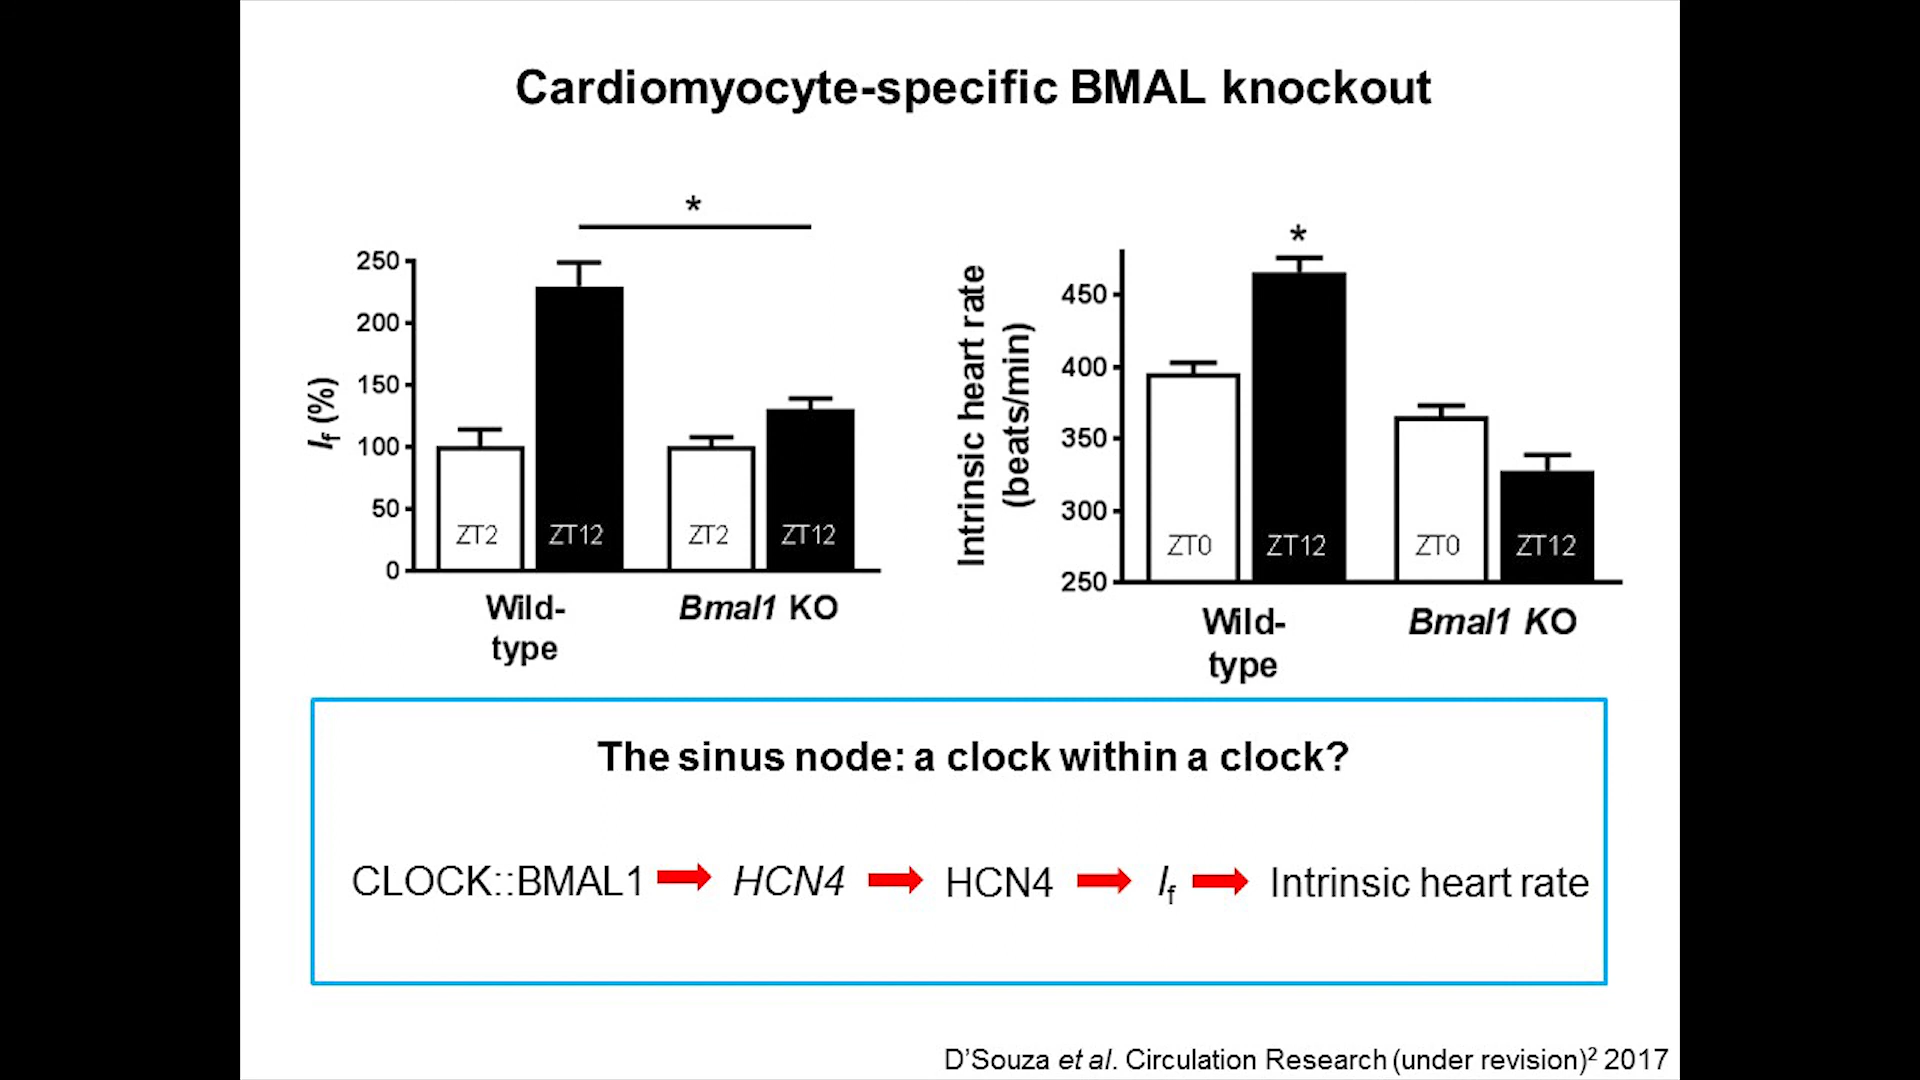 Cardiomyocyte-specific BMAL knockout
*
250
200
150
100
50
0
If (%)
ZT2
ZT12
ZT2
ZT12
Wild-
type
Bmal1 KO
*
Intrinsic heart rate
(beats/min)
450
400
350
300
250
ZT0
ZT12
ZT0
ZT12
Wild-
type
Bmal1 KO
The sinus node: a clock within a clock?
CLOCK::BMAL1 HCN4 HCN4 If Intrinsic heart rate
D'Souza et al. Circulation Research (under revision)² 2017